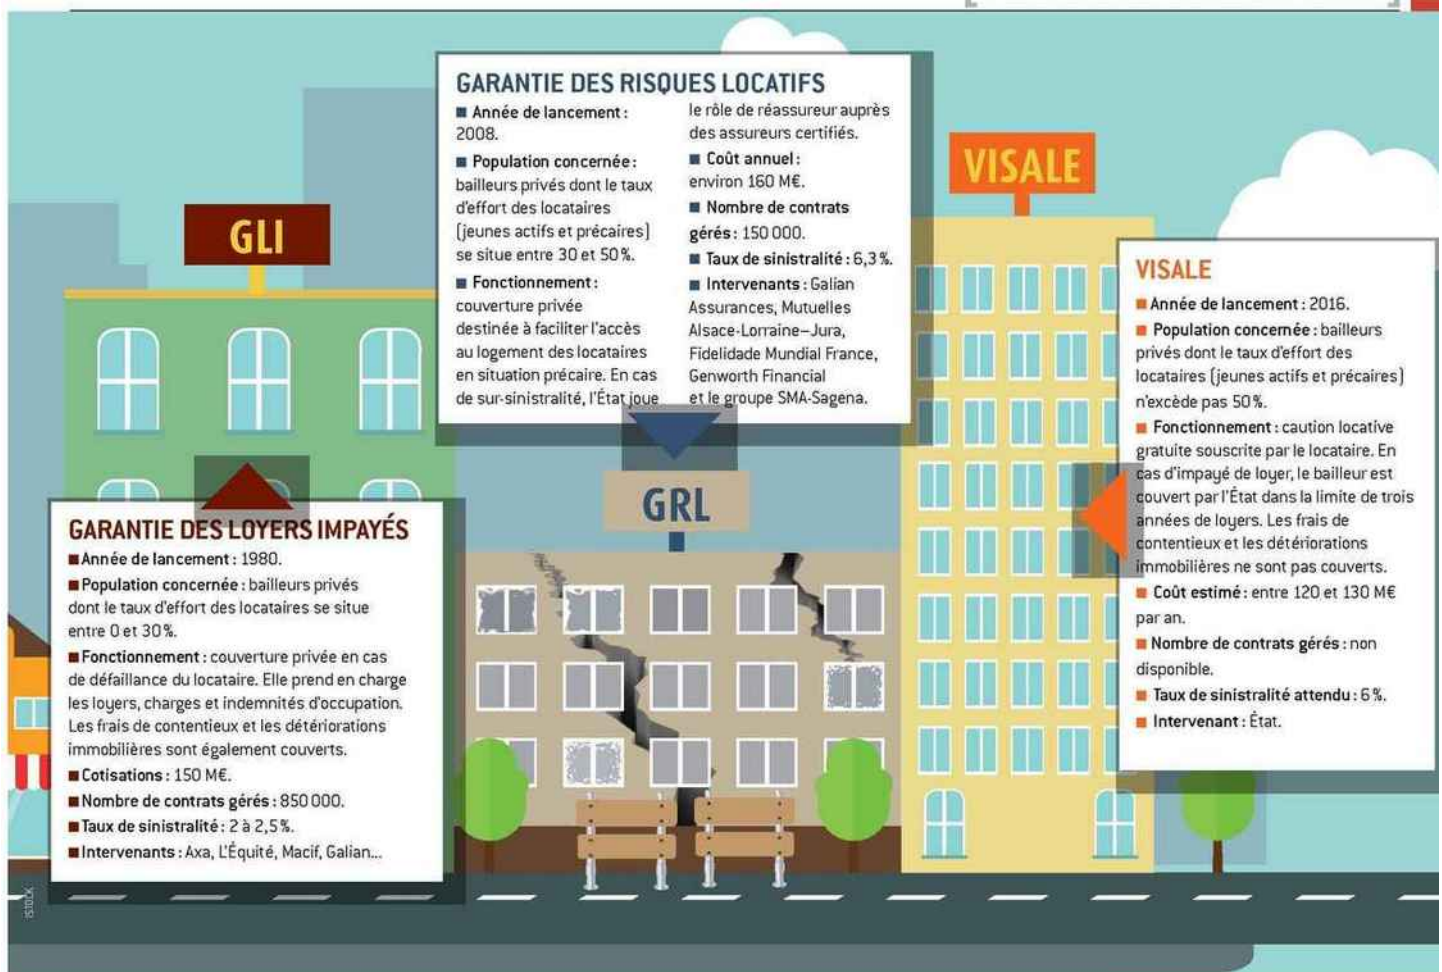 GARANTIE DES RISQUES LOCATIFS
■ Année de lancement :
2008.
■ Population concernée :
bailleurs privés dont le taux
d'effort des locataires
(jeunes actifs et précaires)
se situe entre 30 et 50 %.
■ Fonctionnement :
couverture privée
destinée à faciliter l'accès
au logement des locataires
en situation précaire. En cas
de sur-sinistralité, l'État joue
le rôle de réassureur auprès
des assureurs certifiés.
■ Coût annuel :
environ 160 M€.
■ Nombre de contrats
gérés : 150 000.
■ Taux de sinistralité : 6,3 %.
■ Intervenants : Galian
Assurances, Mutuelles
Alsace-Lorraine–Jura,
Fidelidade Mundial France,
Genworth Financial
et le groupe SMA-Sagena.
VISALE
GLI
VISALE
■ Année de lancement : 2016.
■ Population concernée : bailleurs
privés dont le taux d'effort des
locataires (jeunes actifs et précaires)
n'excède pas 50 %.
■ Fonctionnement : caution locative
gratuite souscrite par le locataire. En
cas d'impayé de loyer, le bailleur est
couvert par l'État dans la limite de trois
années de loyers. Les frais de
contentieux et les détériorations
immobilières ne sont pas couverts.
■ Coût estimé : entre 120 et 130 M€
par an.
■ Nombre de contrats gérés : non
disponible.
■ Taux de sinistralité attendu : 6 %.
■ Intervenant : État.
GRL
GARANTIE DES LOYERS IMPAYÉS
■ Année de lancement : 1980.
■ Population concernée : bailleurs privés
dont le taux d'effort des locataires se situe
entre 0 et 30 %.
■ Fonctionnement : couverture privée en cas
de défaillance du locataire. Elle prend en charge
les loyers, charges et indemnités d'occupation.
Les frais de contentieux et les détériorations
immobilières sont également couverts.
■ Cotisations : 150 M€.
■ Nombre de contrats gérés : 850 000.
■ Taux de sinistralité : 2 à 2,5 %.
■ Intervenants : Axa, L'Équité, Macif, Galian...
ISTOCK